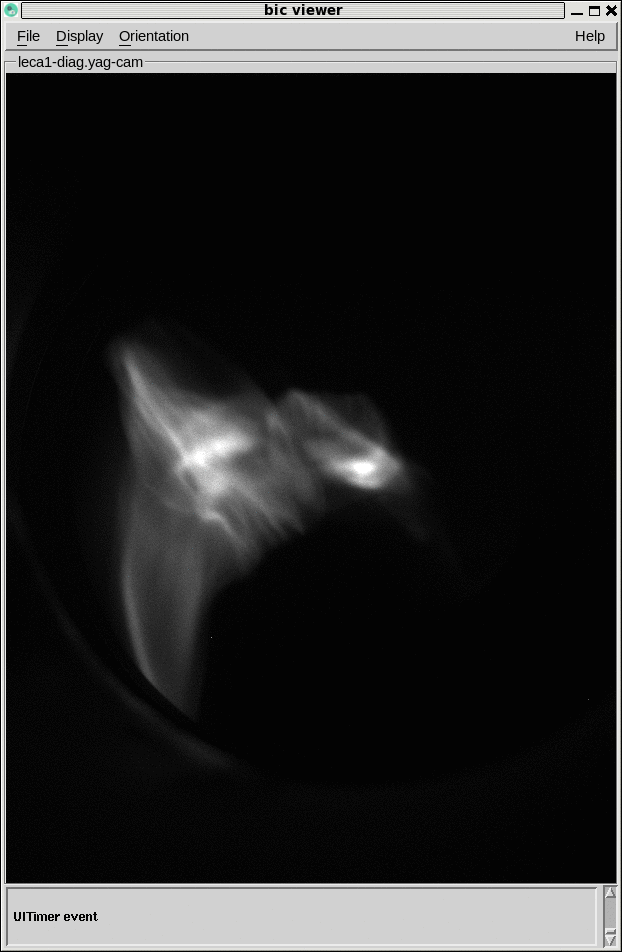 bic viewer
File Display Orientation Help
leca1-diag.yag-cam
UITimer event